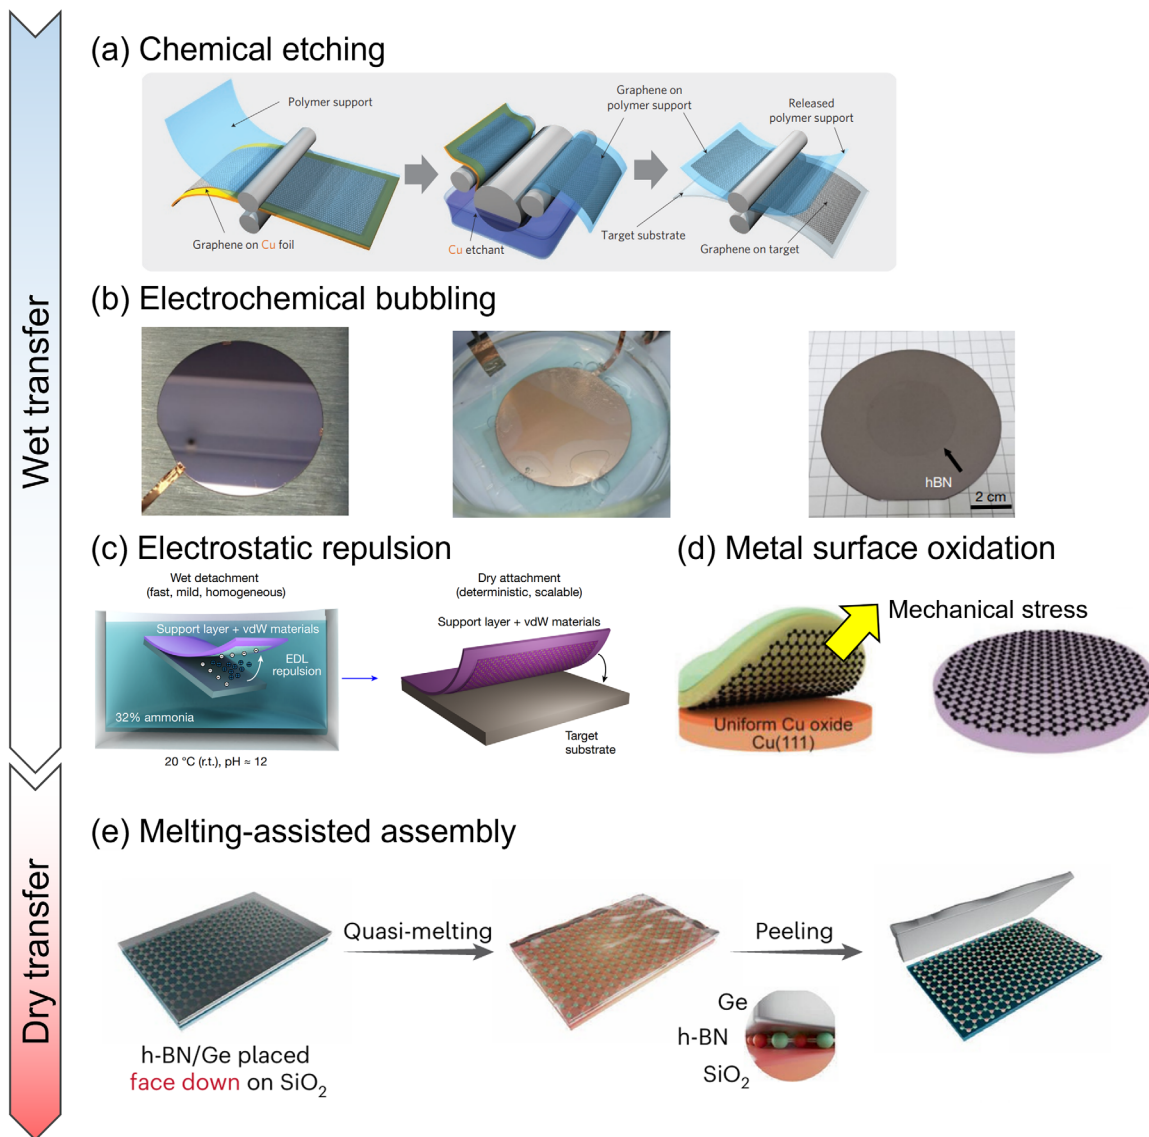 Wet transfer
Dry transfer
(a) Chemical etching
Polymer support
Graphene on Cu foil
Cu etchant
Graphene on
polymer support
Target substrate
Released
polymer support
Graphene on target
(b) Electrochemical bubbling
hBN
2 cm
(c) Electrostatic repulsion
Wet detachment
(fast, mild, homogeneous)
Support layer + vdW materials
EDL
repulsion
32% ammonia
20 °C (r.t.), pH ≈ 12
Dry attachment
(deterministic, scalable)
Support layer + vdW materials
Target
substrate
(d) Metal surface oxidation
Mechanical stress
Uniform Cu oxide
Cu(111)
(e) Melting-assisted assembly
h-BN/Ge placed
face down on SiO₂
Quasi-melting
Peeling
Ge
h-BN
SiO₂